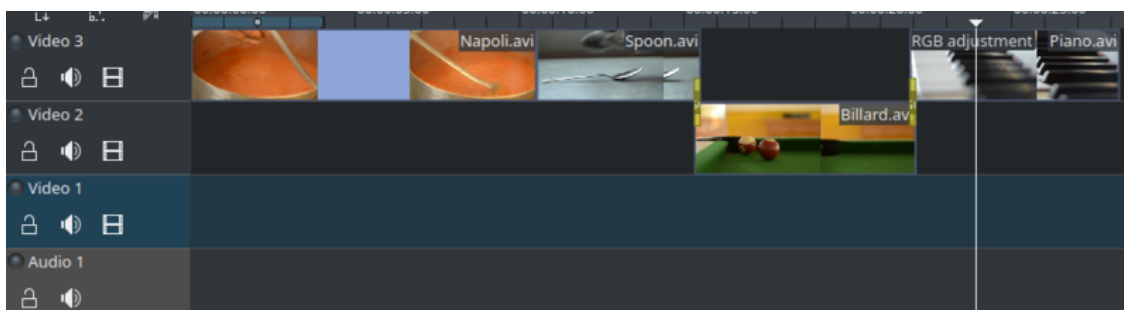 Video 3
Napoli.avi
Spoon.avi
RGB adjustment
Piano.avi
Video 2
Billard.av
Video 1
Audio 1